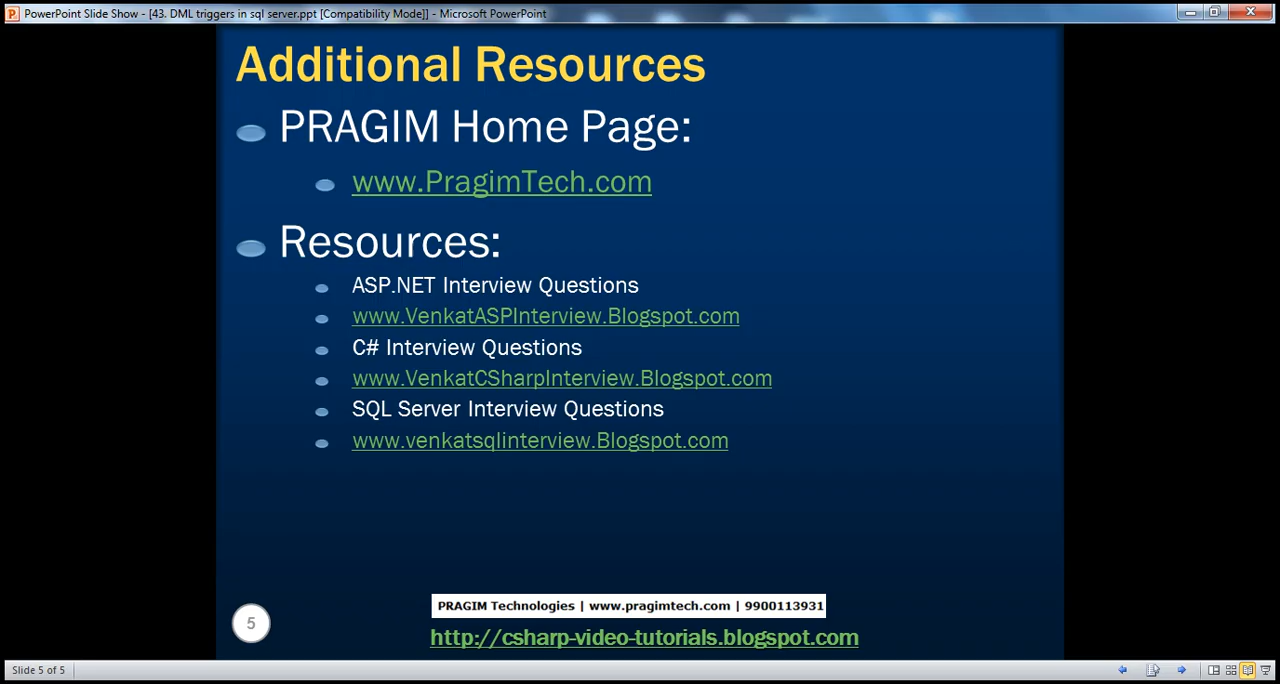 PowerPoint Slide Show - [43. DML triggers in sql server.ppt [Compatibility Mode]] - Microsoft PowerPoint
Additional Resources
PRAGIM Home Page:
www.PragimTech.com
Resources:
ASP.NET Interview Questions
www.VenkatASPInterview.Blogspot.com
C# Interview Questions
www.VenkatCSharpInterview.Blogspot.com
SQL Server Interview Questions
www.venkatsqlinterview.Blogspot.com
PRAGIM Technologies | www.pragimtech.com | 9900113931
5
http://csharp-video-tutorials.blogspot.com
Slide 5 of 5